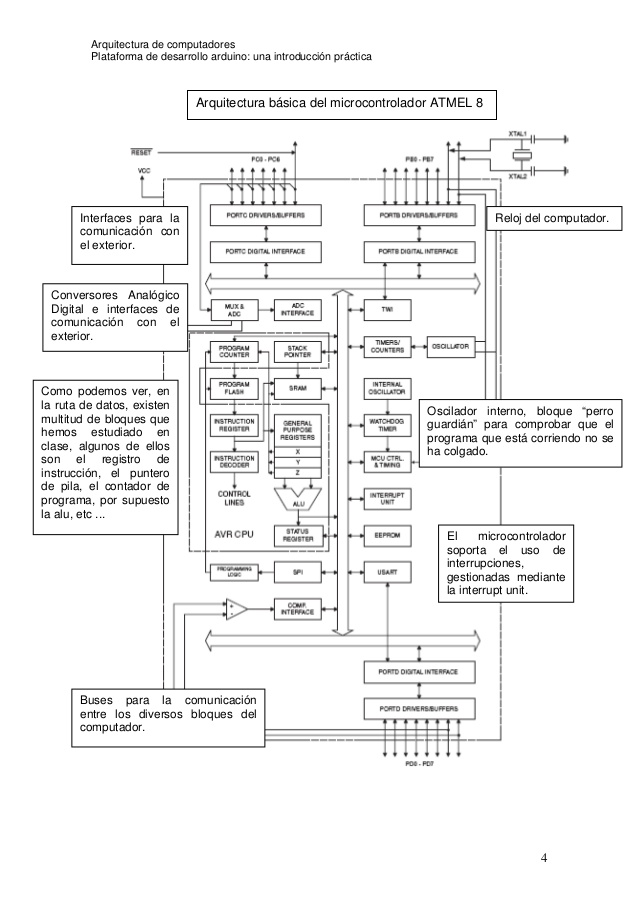 Arquitectura de computadores
Plataforma de desarrollo arduino: una introducción práctica
Arquitectura básica del microcontrolador ATMEL 8
XTAL1
RESET
PC0 - PC6
PB0 - PB7
VCC
XTAL2
Interfaces para la
comunicación con
el exterior.
PORTC DRIVERS/BUFFERS
PORTB DRIVERS/BUFFERS
Reloj del computador.
PORTC DIGITAL INTERFACE
PORTB DIGITAL INTERFACE
Conversores Analógico
Digital e interfaces de
comunicación con el
exterior.
MUX &
ADC
ADC
INTERFACE
TWI
PROGRAM
COUNTER
STACK
POINTER
TIMERS/
COUNTERS
OSCILLATOR
Como podemos ver, en
la ruta de datos, existen
multitud de bloques que
hemos estudiado en
clase, algunos de ellos
son el registro de
instrucción, el puntero
de pila, el contador de
programa, por supuesto
la alu, etc ...
PROGRAM
FLASH
SRAM
INTERNAL
OSCILLATOR
Oscilador interno, bloque “perro
guardián” para comprobar que el
programa que está corriendo no se
ha colgado.
INSTRUCTION
REGISTER
GENERAL
PURPOSE
REGISTERS
X
Y
Z
WATCHDOG
TIMER
INSTRUCTION
DECODER
MCU CTRL.
& TIMING
CONTROL
LINES
ALU
INTERRUPT
UNIT
AVR CPU
STATUS
REGISTER
EEPROM
El microcontrolador
soporta el uso de
interrupciones,
gestionadas mediante
la interrupt unit.
PROGRAMMING
LOGIC
SPI
USART
+
-
COMP.
INTERFACE
PORTD DIGITAL INTERFACE
Buses para la comunicación
entre los diversos bloques del
computador.
PORTD DRIVERS/BUFFERS
PD0 - PD7
4